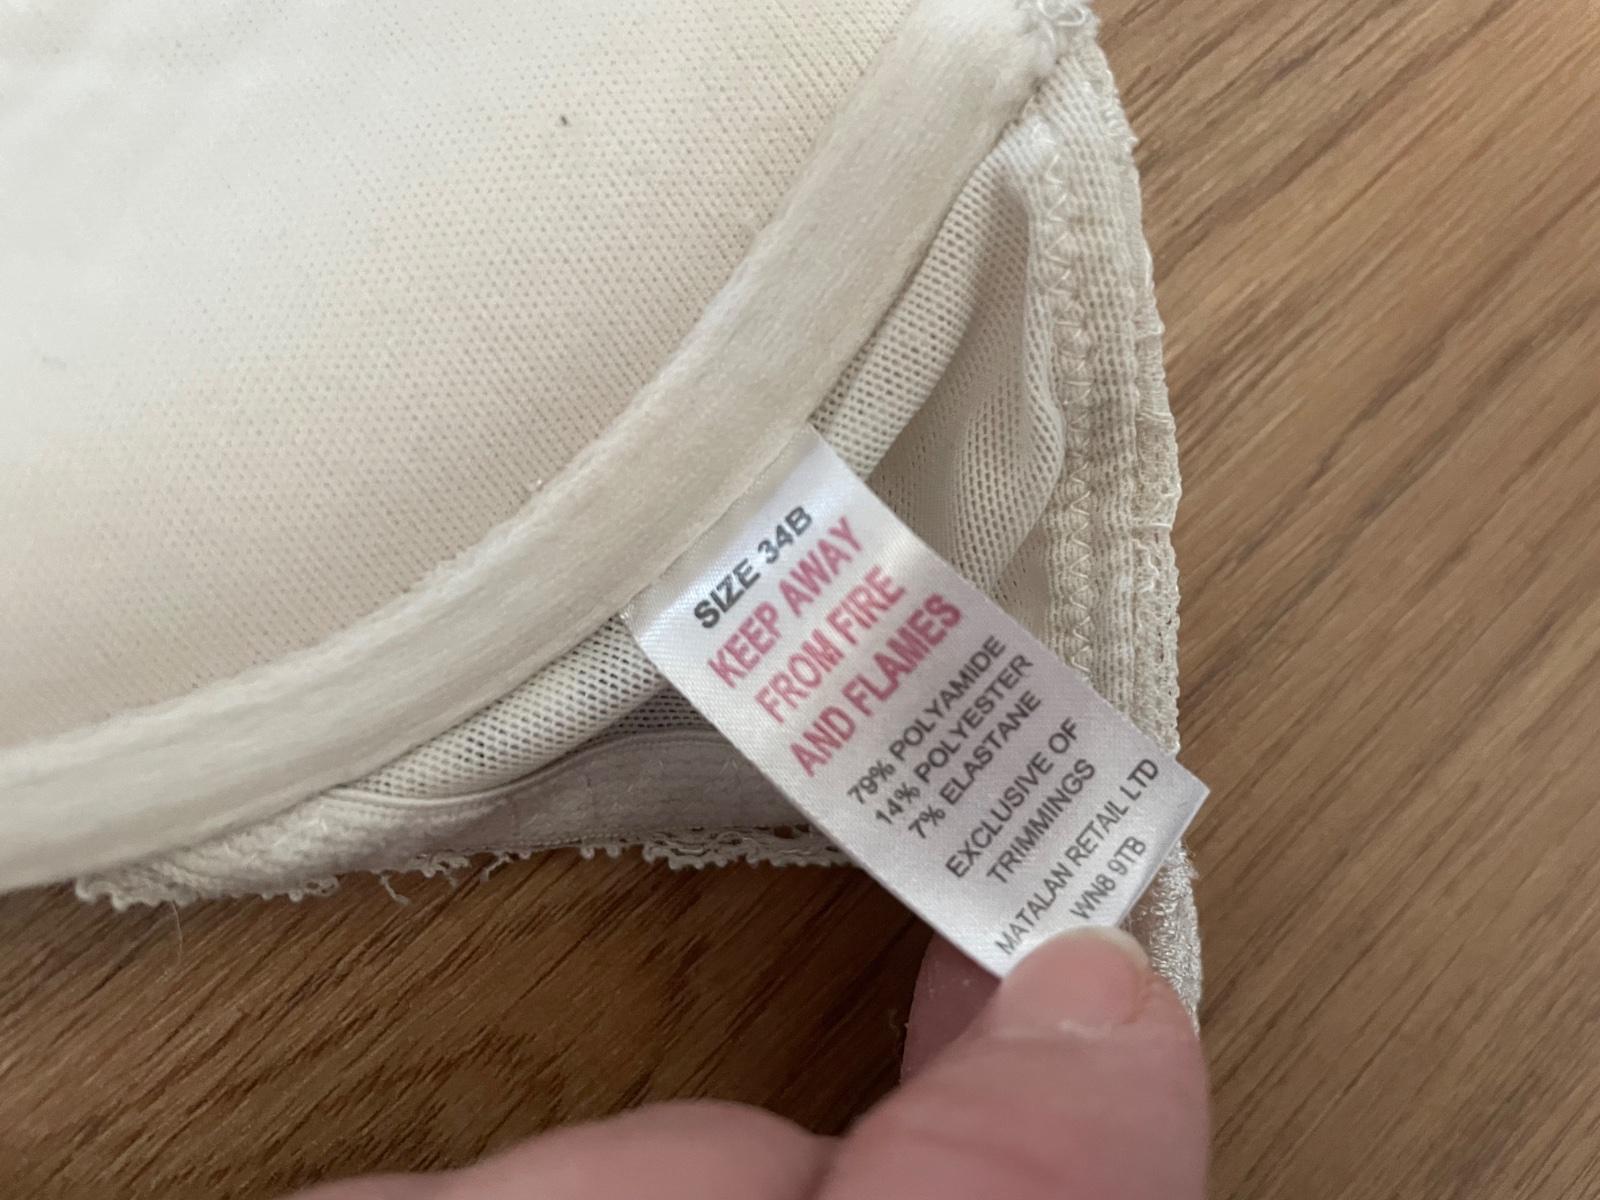 SIZE 34B
KEEP AWAY
FROM FIRE
AND FLAMES
79% POLYAMIDE
14% POLYESTER
7% ELASTANE
EXCLUSIVE OF
TRIMMINGS
MATALAN RETAIL LTD
WN8 9TB